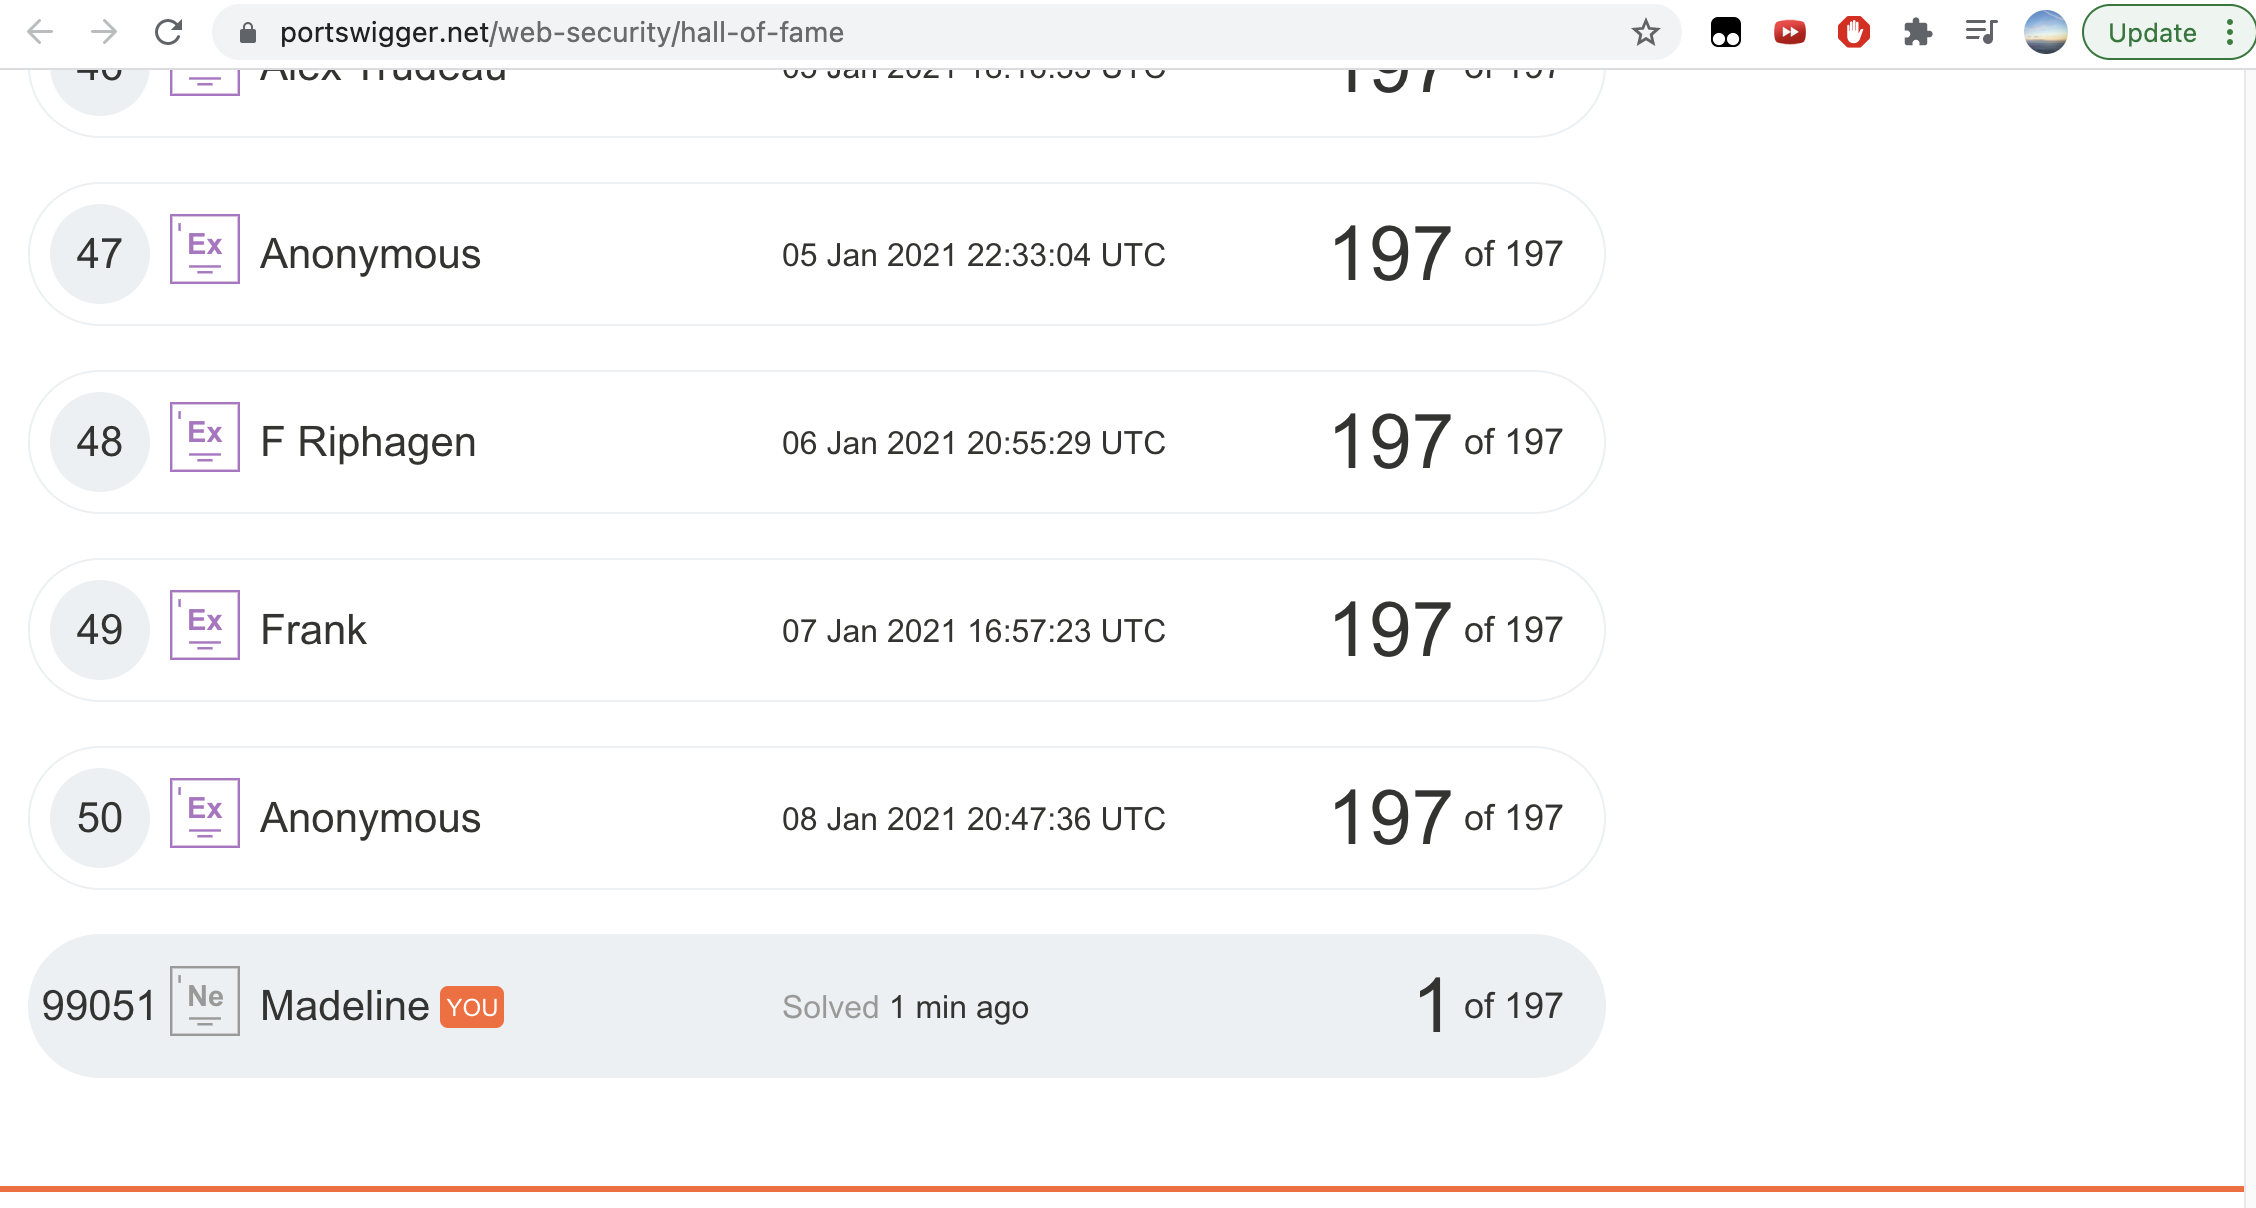 portswigger.net/web-security/hall-of-fame
Update
46 Alex Trudeau 197 of 197
47 'Ex Anonymous 05 Jan 2021 22:33:04 UTC 197 of 197
48 'Ex F Riphagen 06 Jan 2021 20:55:29 UTC 197 of 197
49 'Ex Frank 07 Jan 2021 16:57:23 UTC 197 of 197
50 'Ex Anonymous 08 Jan 2021 20:47:36 UTC 197 of 197
99051 'Ne Madeline YOU Solved 1 min ago 1 of 197